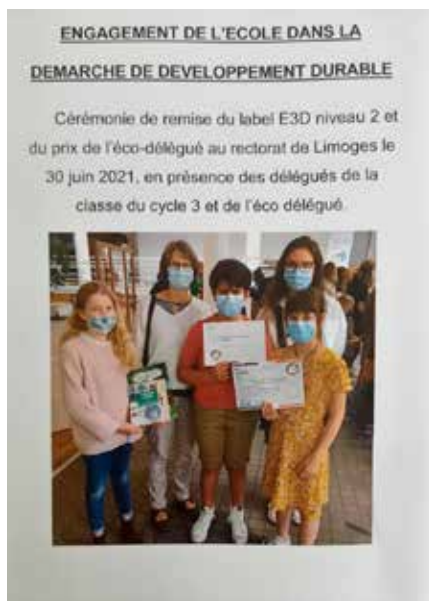 ENGAGEMENT DE L'ECOLE DANS LA
DEMARCHE DE DEVELOPPEMENT DURABLE
Cérémonie de remise du label E3D niveau 2 et
du prix de l'éco-délégué au rectorat de Limoges le
30 juin 2021, en présence des délégués de la
classe du cycle 3 et de l'éco délégué.